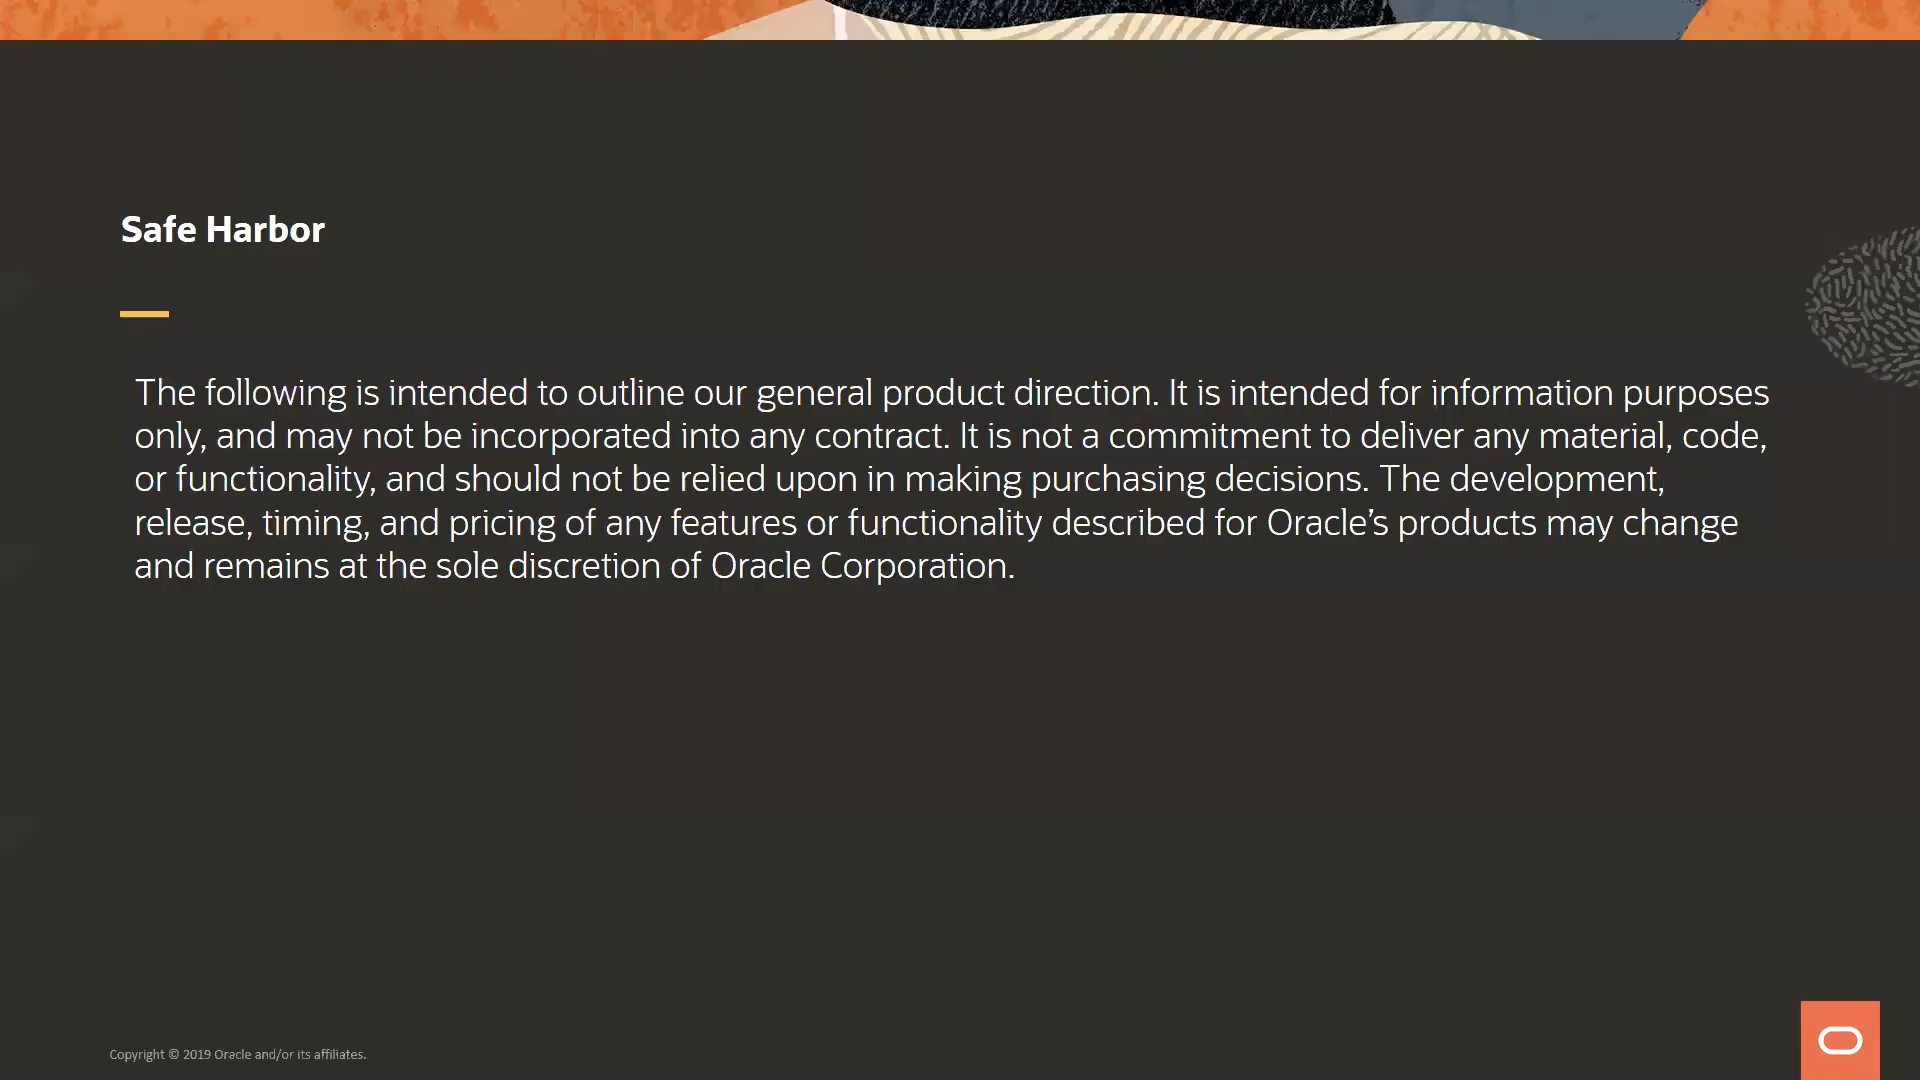 Safe Harbor
The following is intended to outline our general product direction. It is intended for information purposes
only, and may not be incorporated into any contract. It is not a commitment to deliver any material, code,
or functionality, and should not be relied upon in making purchasing decisions. The development,
release, timing, and pricing of any features or functionality described for Oracle’s products may change
and remains at the sole discretion of Oracle Corporation.
Copyright © 2019 Oracle and/or its affiliates.